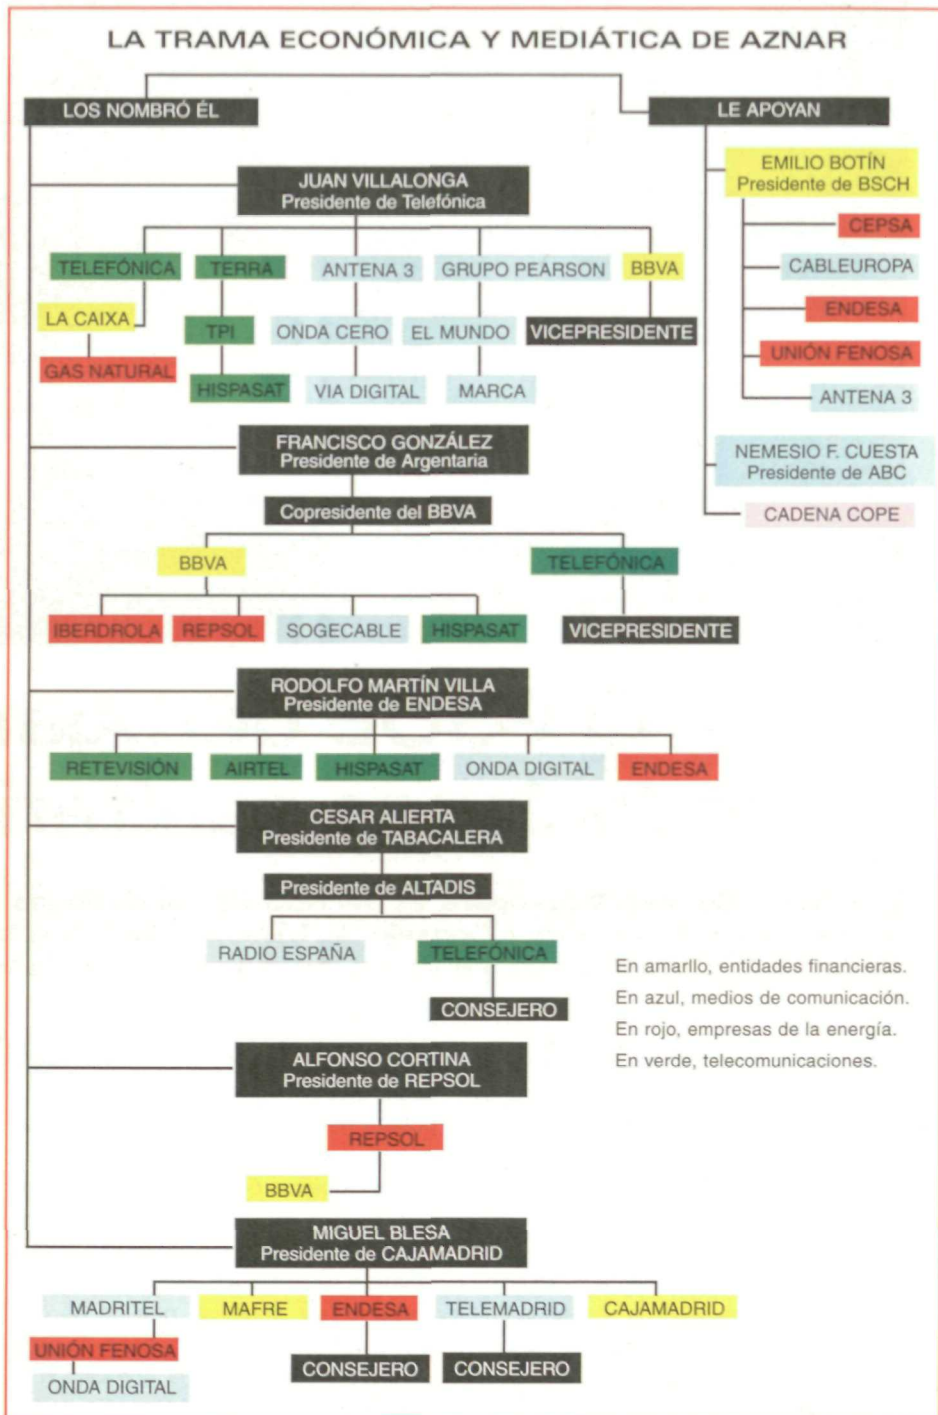 LA TRAMA ECONÓMICA Y MEDIÁTICA DE AZNAR
LOS NOMBRÓ ÉL
LE APOYAN
JUAN VILLALONGA
Presidente de Telefónica
TELEFÓNICA
TERRA
ANTENA 3
GRUPO PEARSON
BBVA
LA CAIXA
TPI
ONDA CERO
EL MUNDO
VICEPRESIDENTE
GAS NATURAL
HISPASAT
VIA DIGITAL
MARCA
EMILIO BOTÍN
Presidente de BSCH
CEPSA
CABLEUROPA
ENDESA
UNIÓN FENOSA
ANTENA 3
NEMESIO F. CUESTA
Presidente de ABC
CADENA COPE
FRANCISCO GONZÁLEZ
Presidente de Argentaria
Copresidente del BBVA
BBVA
TELEFÓNICA
IBERDROLA
REPSOL
SOGECABLE
HISPASAT
VICEPRESIDENTE
RODOLFO MARTÍN VILLA
Presidente de ENDESA
RETEVISIÓN
AIRTEL
HISPASAT
ONDA DIGITAL
ENDESA
CESAR ALIERTA
Presidente de TABACALERA
Presidente de ALTADIS
RADIO ESPAÑA
TELEFÓNICA
CONSEJERO
En amarllo, entidades financieras.
En azul, medios de comunicación.
En rojo, empresas de la energía.
En verde, telecomunicaciones.
ALFONSO CORTINA
Presidente de REPSOL
REPSOL
BBVA
MIGUEL BLESA
Presidente de CAJAMADRID
MADRITEL
MAFRE
ENDESA
TELEMADRID
CAJAMADRID
UNIÓN FENOSA
CONSEJERO
CONSEJERO
ONDA DIGITAL